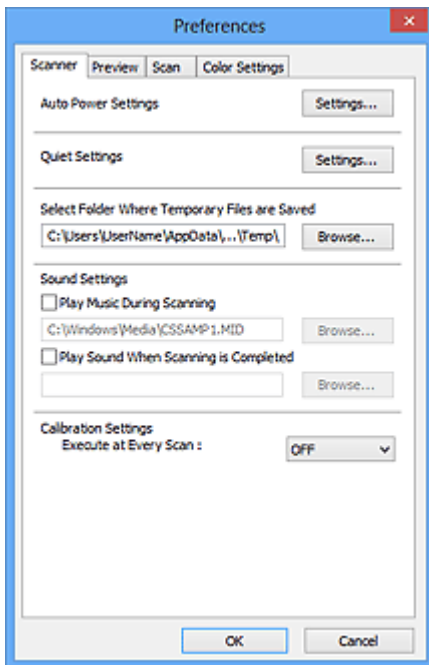 Preferences
Scanner Preview Scan Color Settings
Auto Power Settings Settings...
Quiet Settings Settings...
Select Folder Where Temporary Files are Saved
C:\Users\UserName\AppData\...\Temp\ Browse...
Sound Settings
Play Music During Scanning
C:\Windows\Media\CSSAMP1.MID Browse...
Play Sound When Scanning is Completed
Browse...
Calibration Settings
Execute at Every Scan : OFF
OK Cancel